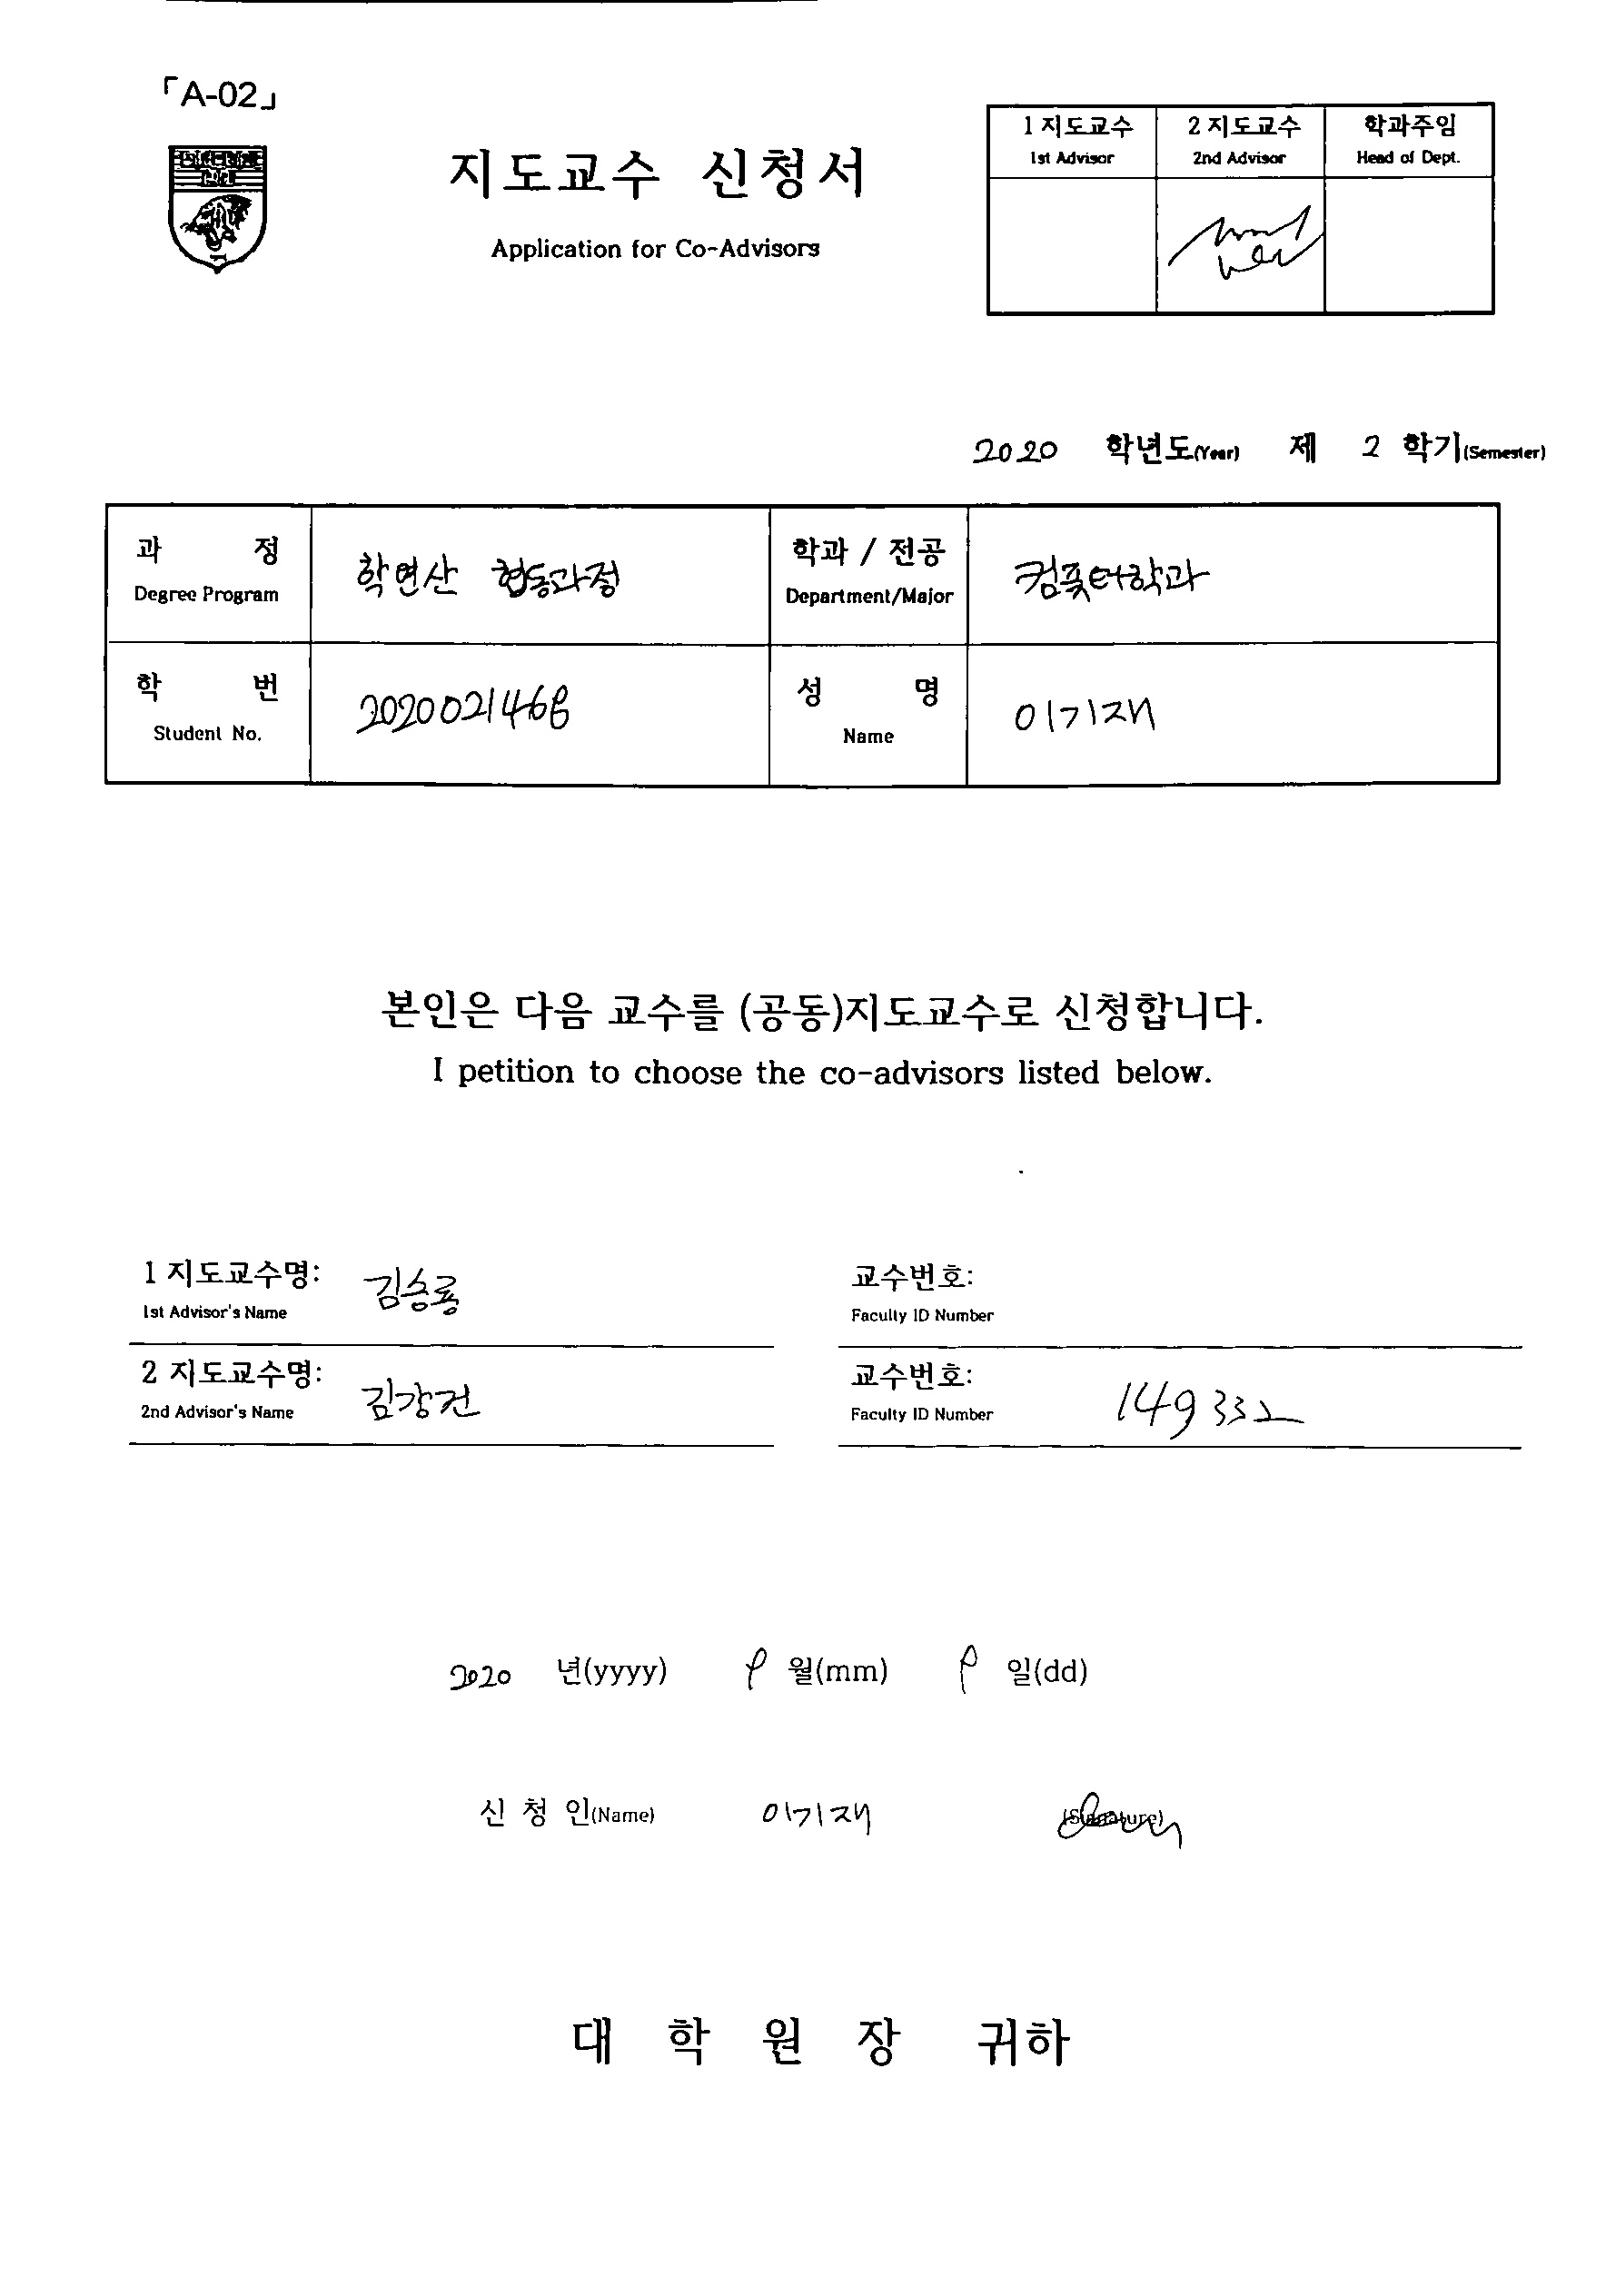 「A-02」
지도교수 신청서
Application for Co-Advisors
1 지도교수 2 지도교수 학과주임
1st Advisor 2nd Advisor Head of Dept.
2020 학년도(Year) 제 2 학기(Semester)
과 정 학연산 협동과정 학과 / 전공 컴퓨터학과
Degree Program Department/Major
학 번 2020021468 성 명 이기재
Student No. Name
본인은 다음 교수를 (공동)지도교수로 신청합니다.
I petition to choose the co-advisors listed below.
1 지도교수명: 김승룡 교수번호:
1st Advisor's Name Faculty ID Number
2 지도교수명: 김강건 교수번호: 149332
2nd Advisor's Name Faculty ID Number
2020 년(yyyy) 9 월(mm) 9 일(dd)
신 청 인(Name) 이기재 (Signature)
대 학 원 장 귀하